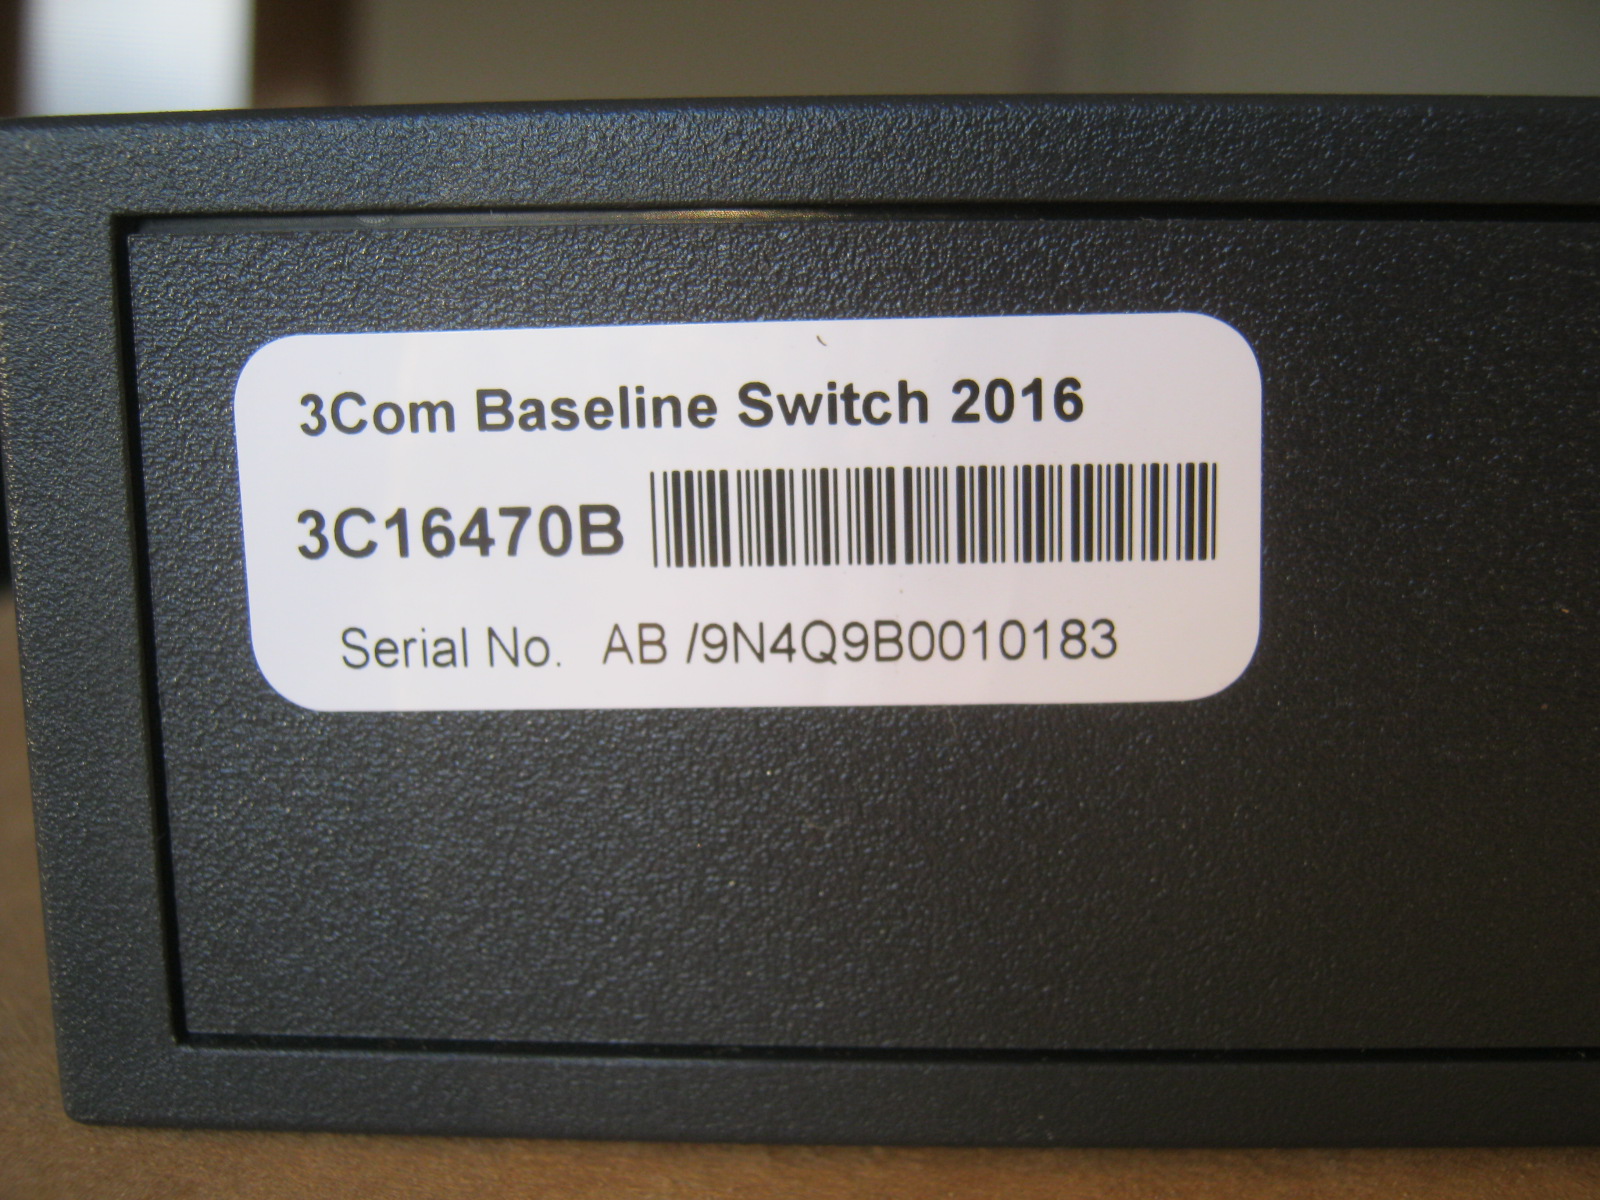 3Com Baseline Switch 2016
3C16470B
Serial No. AB /9N4Q9B0010183